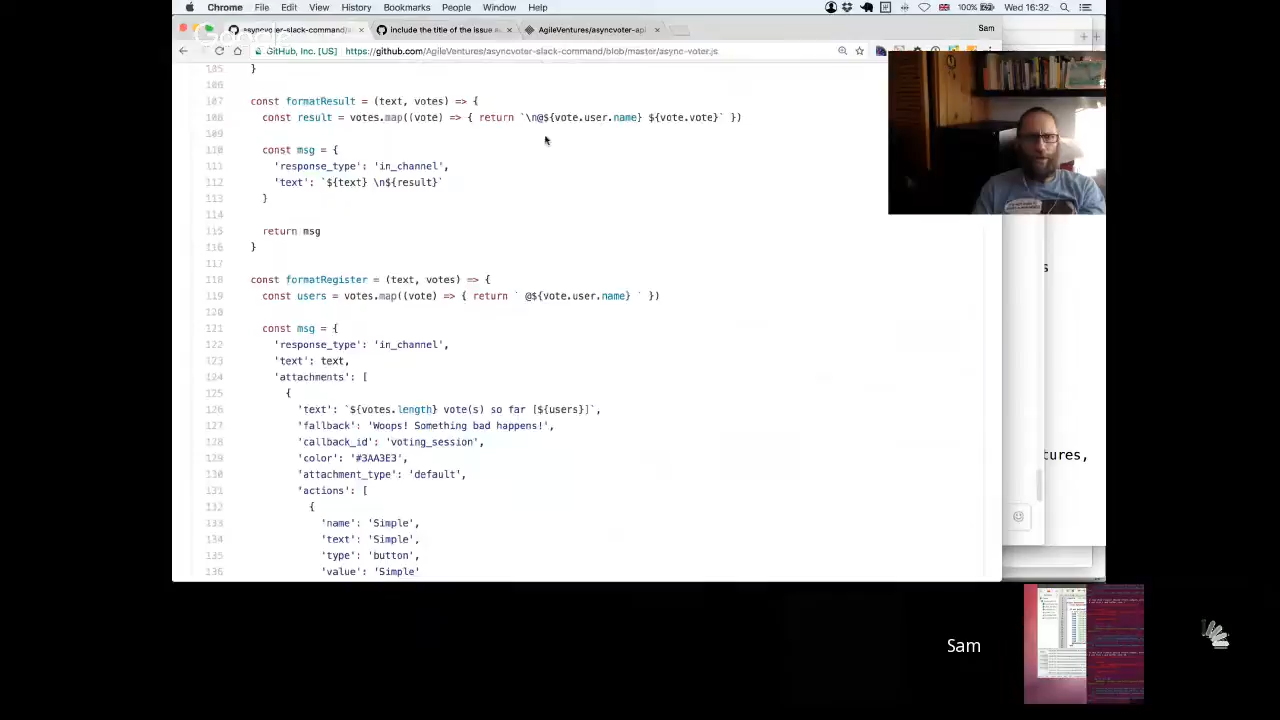 Chrome File Edit View History Bookmarks People Window Help 100% Wed 16:32
asyncvoter-slack-command/ Include the title of the issue a AgileVentures/asyncvoter-s Sam
GitHub, Inc. [US] https://github.com/AgileVentures/asyncvoter-slack-command/blob/master/async-voter.js
105 }
106
107 const formatResult = (text, votes) => {
108 const result = votes.map((vote) => { return `\n@${vote.user.name} ${vote.vote}` })
109
110 const msg = {
111 'response_type': 'in_channel',
112 'text': `${text} \n${result}`
113 }
114
115 return msg
116 }
117
118 const formatRegister = (text, votes) => {
119 const users = votes.map((vote) => { return ` @${vote.user.name} ` })
120
121 const msg = {
122 'response_type': 'in_channel',
123 'text': text,
124 'attachments': [
125 {
126 'text': `${votes.length} vote(s) so far [${users}]`,
127 'fallback': 'Woops! Something bad happens!',
128 'callback_id': 'voting_session',
129 'color': '#3AA3E3',
130 'attachment_type': 'default',
131 'actions': [
132 {
133 'name': 'Simple',
134 'text': 'Simple',
135 'type': 'button',
136 'value': 'Simple'
s
tures,
Sam